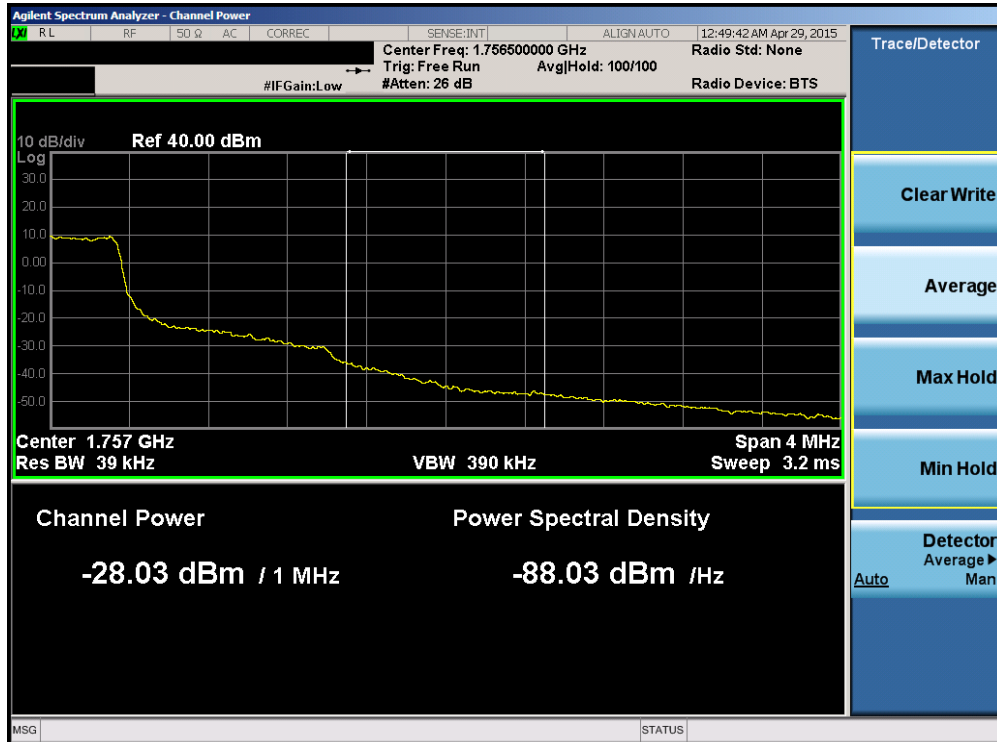 Agilent Spectrum Analyzer - Channel Power
LXI RL RF 50 Ω AC CORREC SENSE:INT ALIGN AUTO 12:49:42 AM Apr 29, 2015
Center Freq: 1.756500000 GHz Radio Std: None
Trig: Free Run Avg|Hold: 100/100
#IFGain:Low #Atten: 26 dB Radio Device: BTS
10 dB/div Ref 40.00 dBm
Log
30.0
20.0
10.0
0.00
-10.0
-20.0
-30.0
-40.0
-50.0
Center 1.757 GHz Span 4 MHz
Res BW 39 kHz VBW 390 kHz Sweep 3.2 ms
Channel Power Power Spectral Density
-28.03 dBm / 1 MHz -88.03 dBm /Hz
MSG STATUS
Trace/Detector
Clear Write
Average
Max Hold
Min Hold
Detector
Average
Auto Man